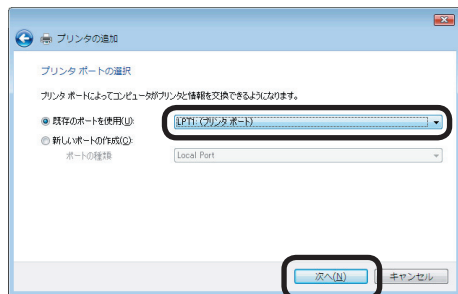 プリンタの追加
プリンタ ポートの選択
プリンタ ポートによってコンピュータがプリンタと情報を交換できるようになります。
既存のポートを使用(U):
LPT1: (プリンタ ポート)
新しいポートの作成(C):
ポートの種類
Local Port
次へ(N)
キャンセル